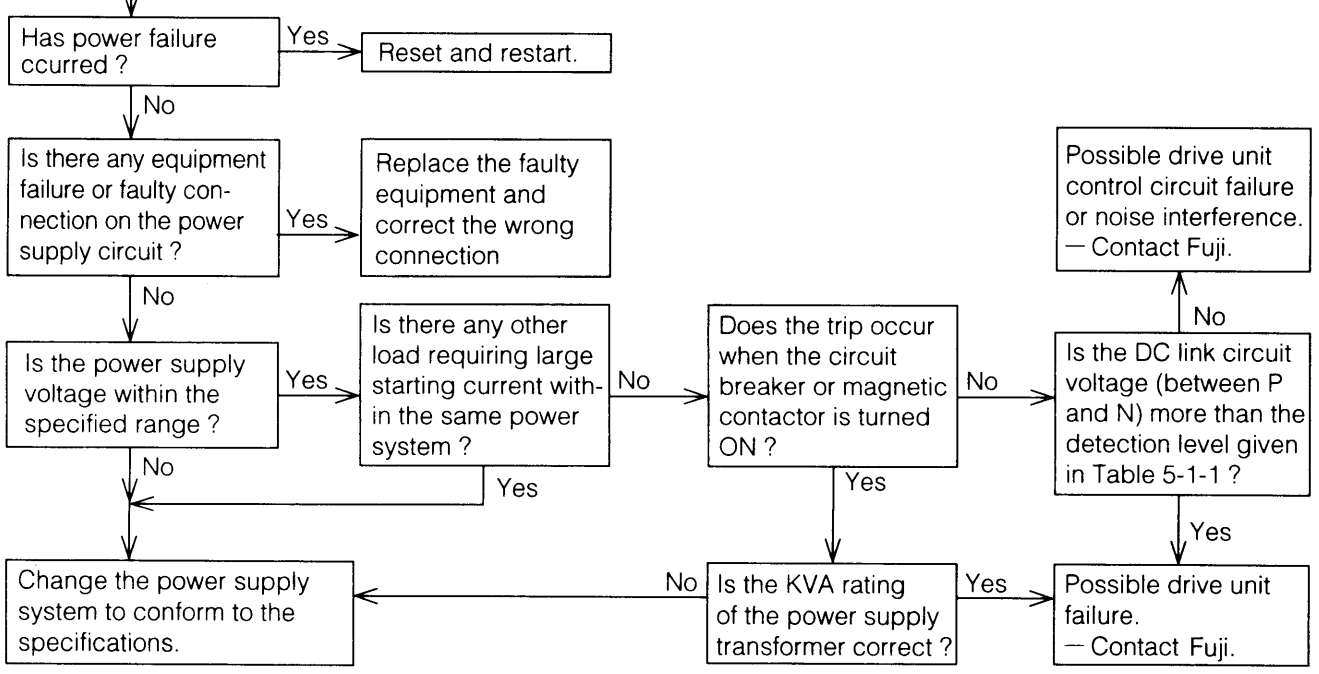 Has power failure
ccurred ?
Yes
Reset and restart.
No
Is there any equipment
failure or faulty con-
nection on the power
supply circuit ?
Yes
Replace the faulty
equipment and
correct the wrong
connection
No
Is the power supply
voltage within the
specified range ?
Yes
Is there any other
load requiring large
starting current with-
in the same power
system ?
No
Does the trip occur
when the circuit
breaker or magnetic
contactor is turned
ON ?
No
Is the DC link circuit
voltage (between P
and N) more than the
detection level given
in Table 5-1-1 ?
No
Possible drive unit
control circuit failure
or noise interference.
— Contact Fuji.
No
Yes
Yes
Yes
Change the power supply
system to conform to the
specifications.
No
Is the KVA rating
of the power supply
transformer correct ?
Yes
Possible drive unit
failure.
— Contact Fuji.